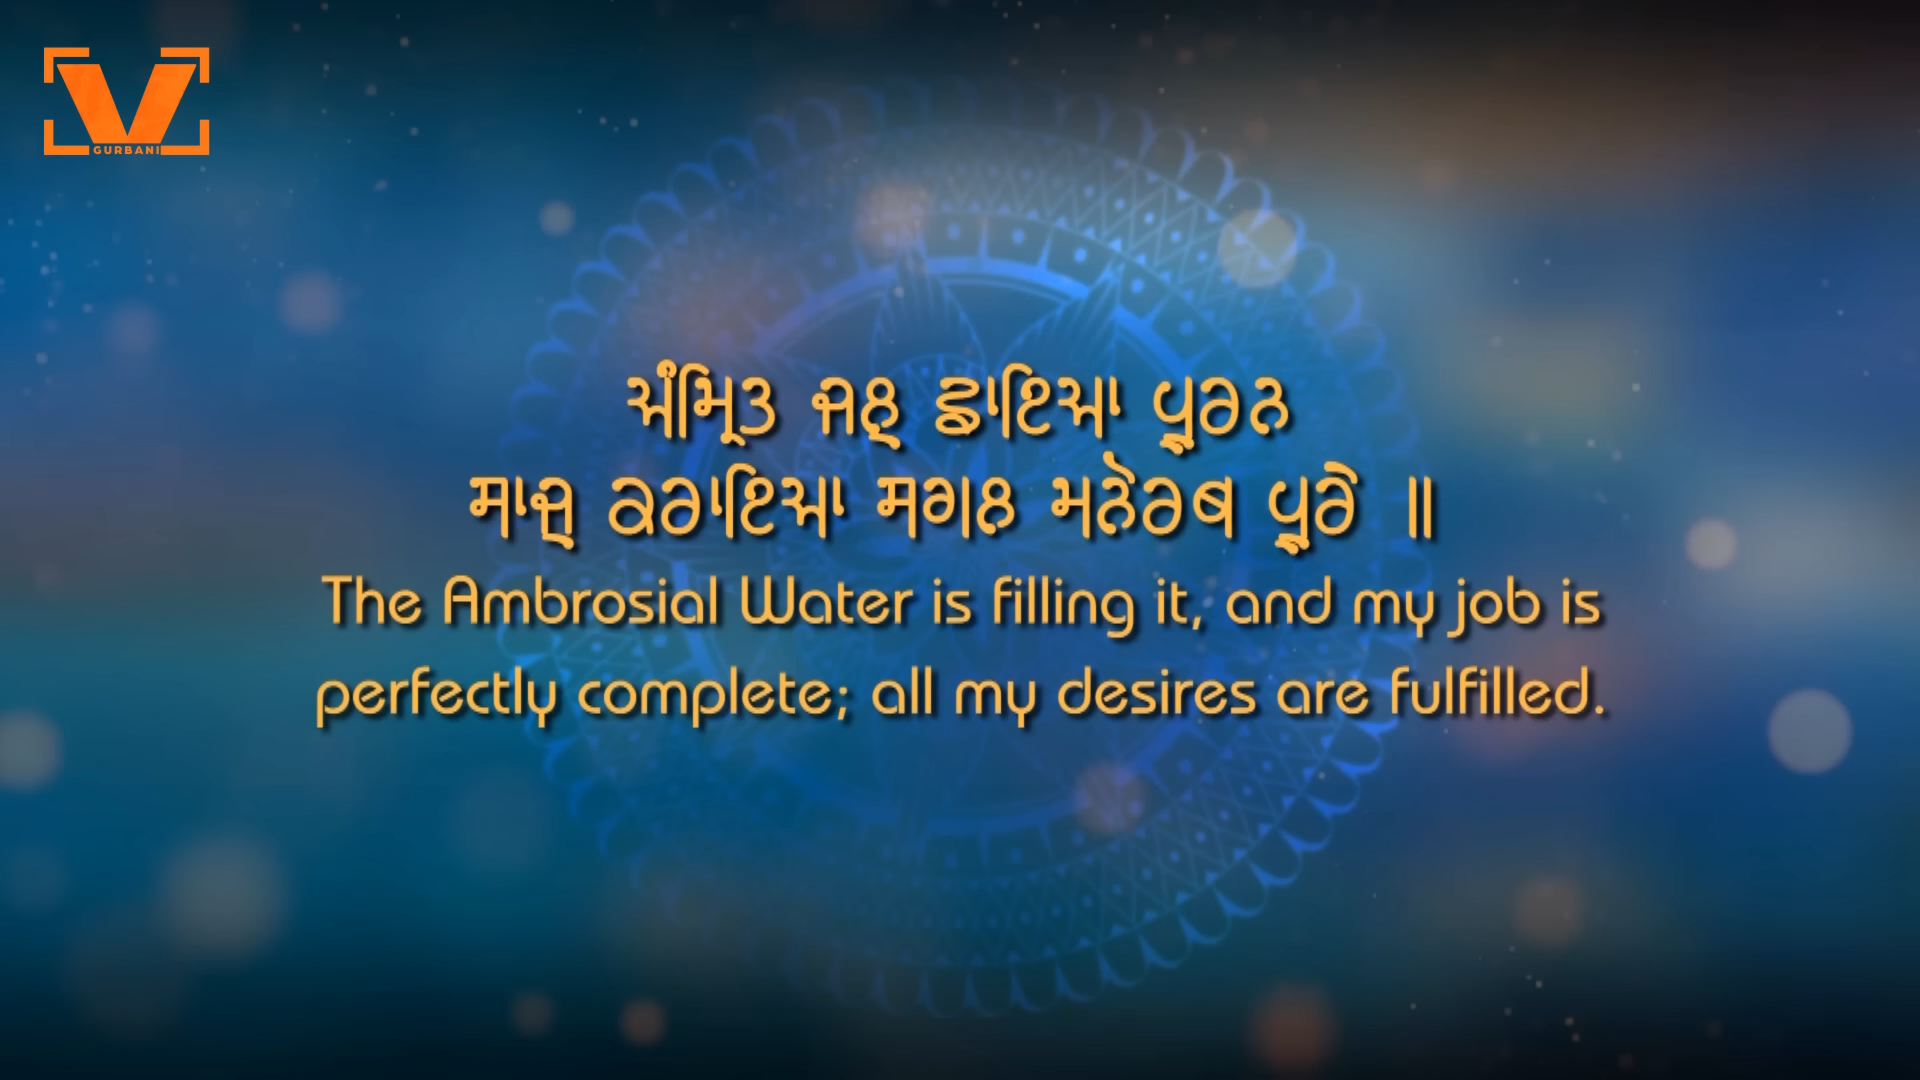 V
GURBANI
ਅੰਮ੍ਰਿਤ ਜਲੁ ਛਾਇਆ ਪੂਰਨ
ਸਾਜੁ ਕਰਾਇਆ ਸਗਲ ਮਨੋਰਥ ਪੂਰੇ ॥
The Ambrosial Water is filling it, and my job is
perfectly complete; all my desires are fulfilled.